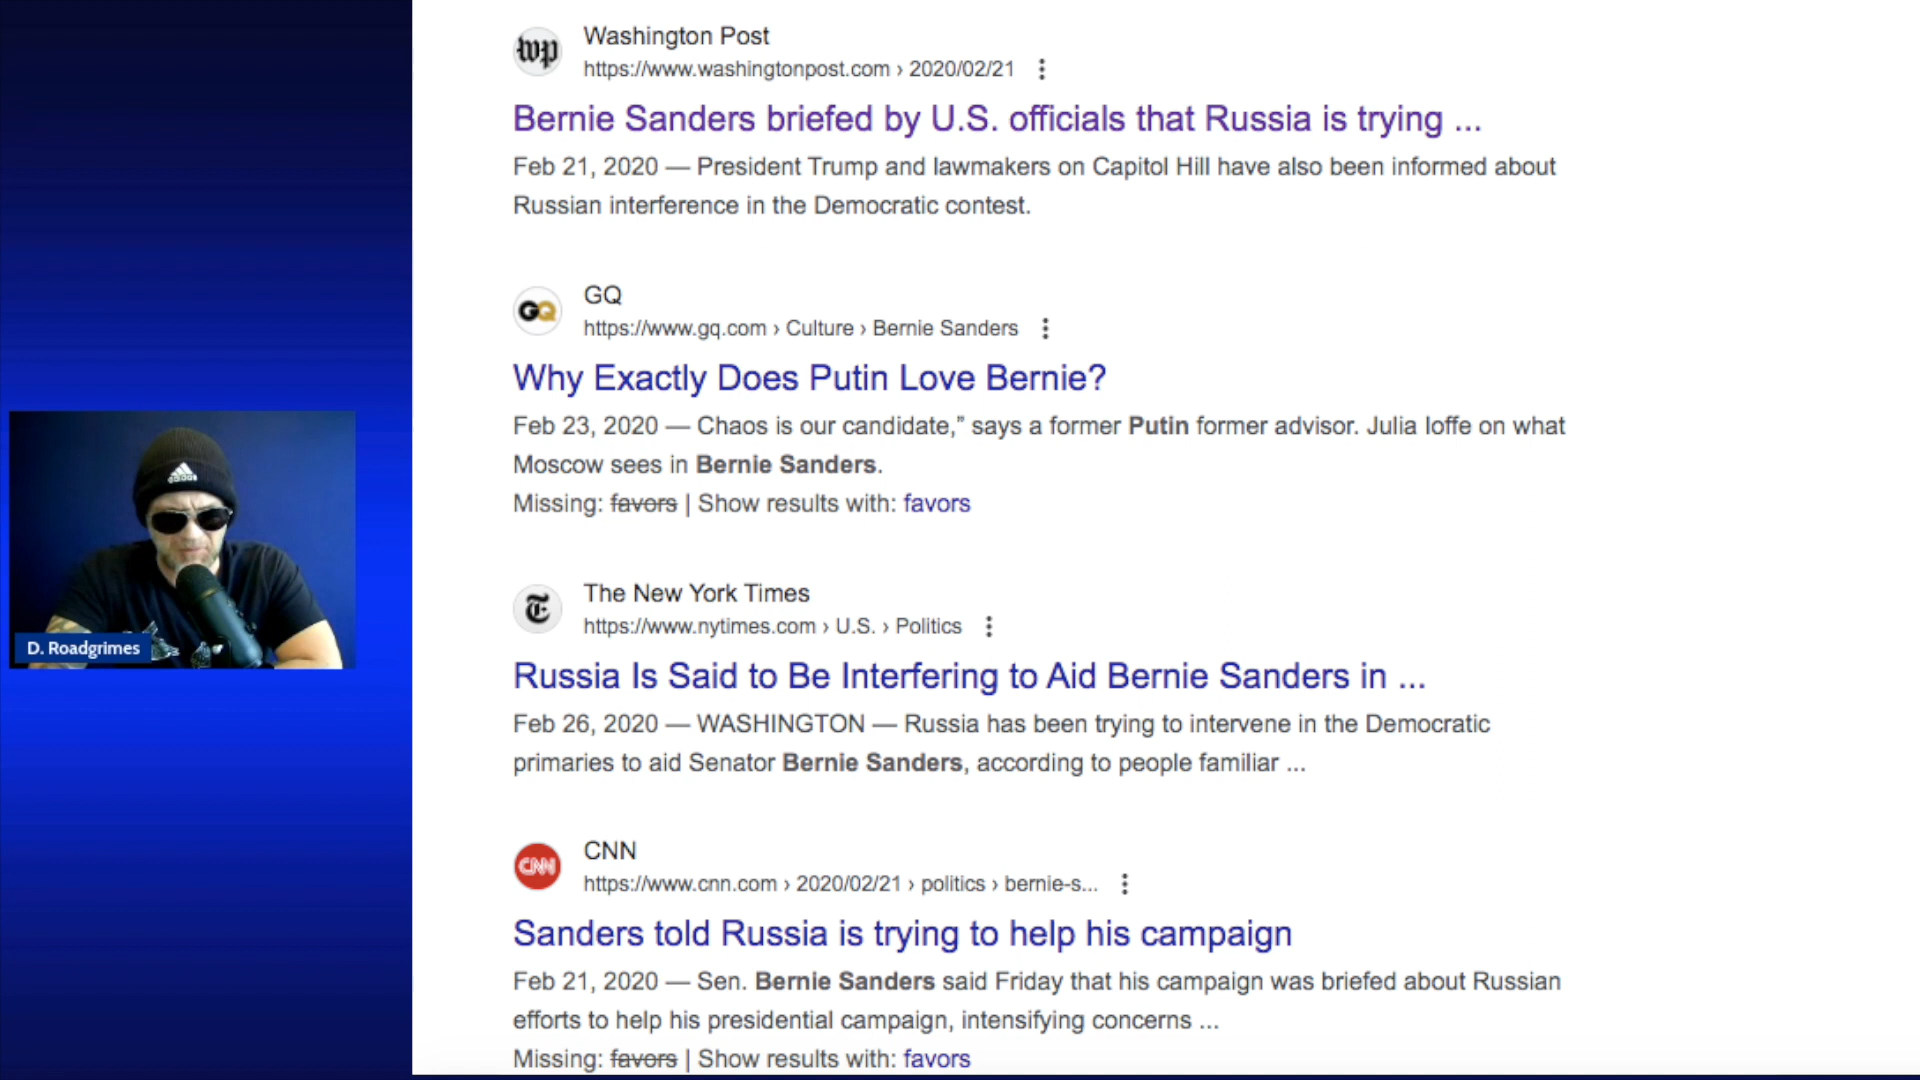 Washington Post
https://www.washingtonpost.com › 2020/02/21
Bernie Sanders briefed by U.S. officials that Russia is trying ...
Feb 21, 2020 — President Trump and lawmakers on Capitol Hill have also been informed about
Russian interference in the Democratic contest.
GQ
GQ
https://www.gq.com › Culture › Bernie Sanders
Why Exactly Does Putin Love Bernie?
Feb 23, 2020 — Chaos is our candidate,” says a former Putin former advisor. Julia Ioffe on what
Moscow sees in Bernie Sanders.
Missing: favors | Show results with: favors
The New York Times
https://www.nytimes.com › U.S. › Politics
Russia Is Said to Be Interfering to Aid Bernie Sanders in ...
Feb 26, 2020 — WASHINGTON — Russia has been trying to intervene in the Democratic
primaries to aid Senator Bernie Sanders, according to people familiar ...
CNN
CNN
https://www.cnn.com › 2020/02/21 › politics › bernie-s...
Sanders told Russia is trying to help his campaign
Feb 21, 2020 — Sen. Bernie Sanders said Friday that his campaign was briefed about Russian
efforts to help his presidential campaign, intensifying concerns ...
Missing: favors | Show results with: favors
adidas
D. Roadgrimes